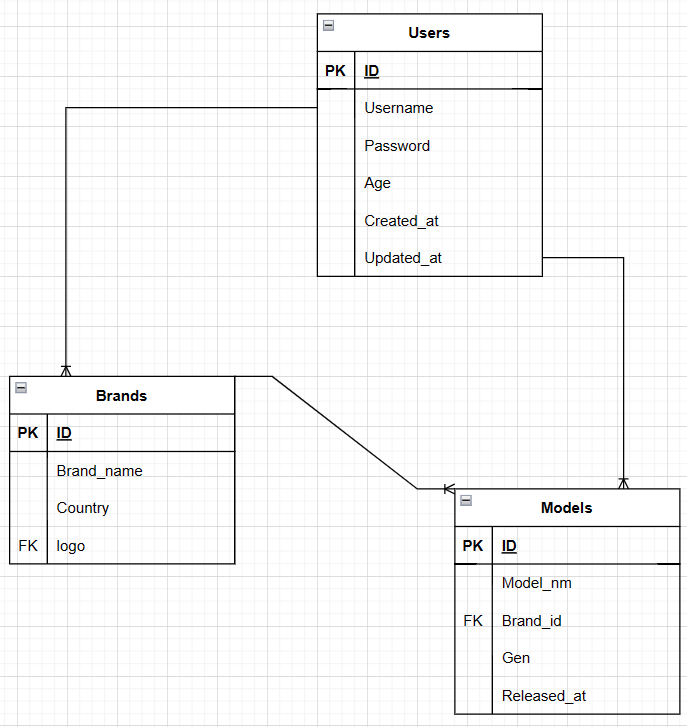 Users
PK ID
Username
Password
Age
Created_at
Updated_at
Brands
PK ID
Brand_name
Country
FK logo
Models
PK ID
Model_nm
FK Brand_id
Gen
Released_at